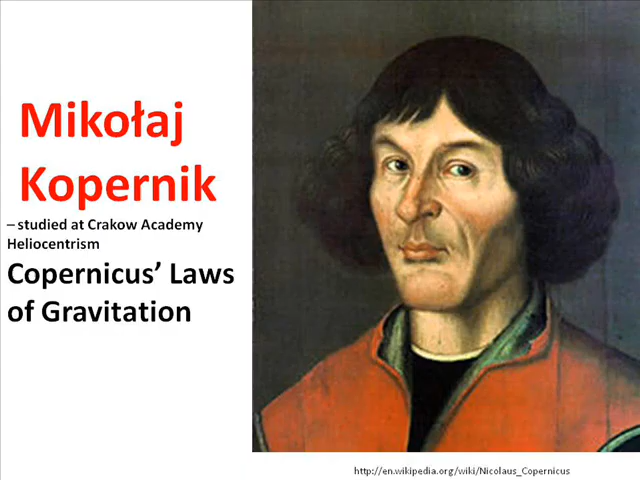 Mikołaj
Kopernik
– studied at Crakow Academy
Heliocentrism
Copernicus’ Laws
of Gravitation
http://en.wikipedia.org/wiki/Nicolaus_Copernicus